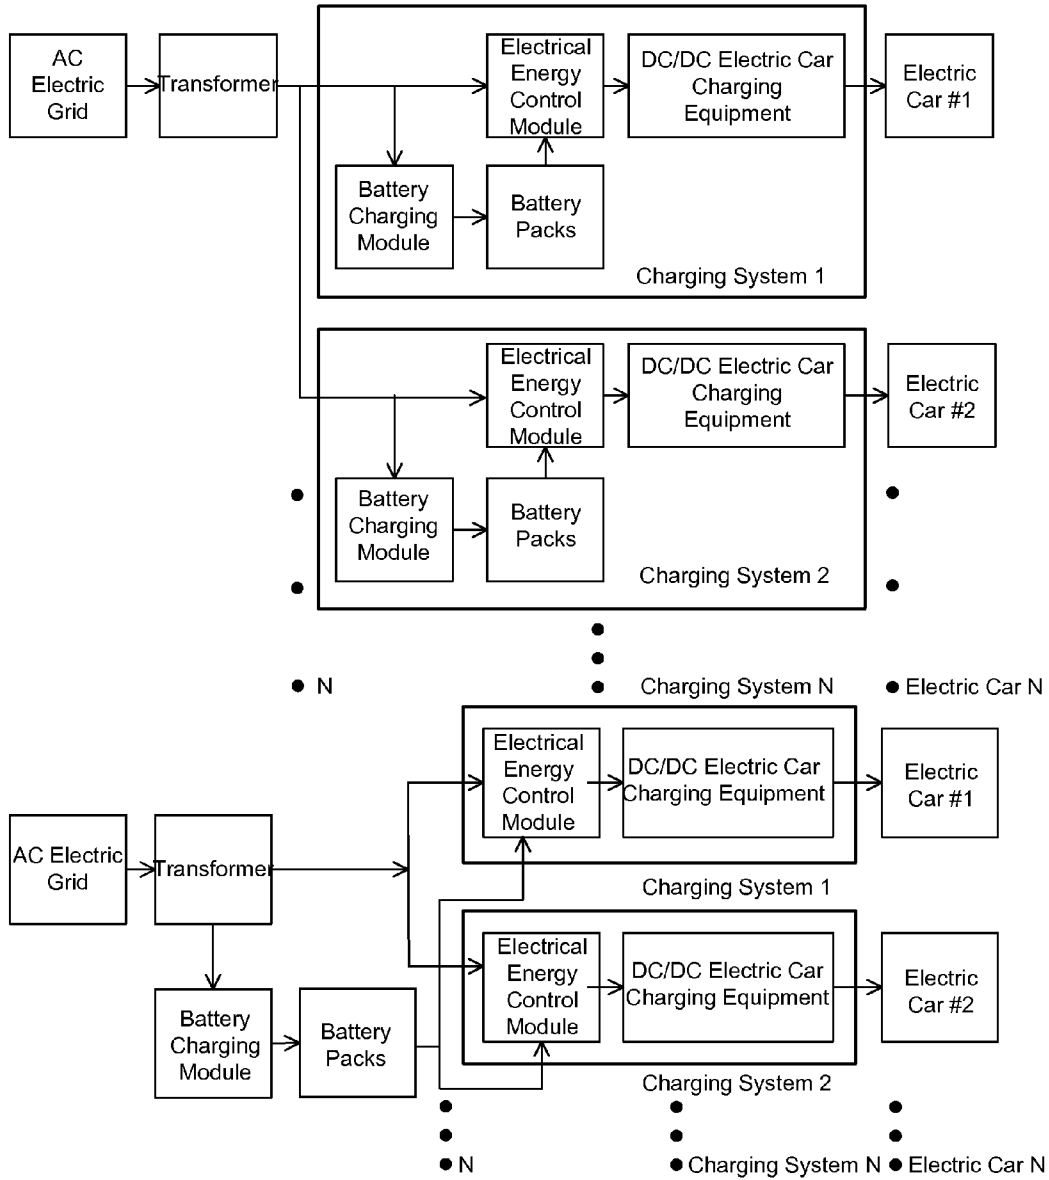 AC
Electric
Grid
Transformer
Electrical
Energy
Control
Module
DC/DC Electric Car
Charging
Equipment
Electric
Car #1
Battery
Charging
Module
Battery
Packs
Charging System 1
Electrical
Energy
Control
Module
DC/DC Electric Car
Charging
Equipment
Electric
Car #2
Battery
Charging
Module
Battery
Packs
Charging System 2
N
Charging System N
Electric Car N
AC Electric
Grid
Transformer
Electrical
Energy
Control
Module
DC/DC Electric Car
Charging Equipment
Electric
Car #1
Charging System 1
Electrical
Energy
Control
Module
DC/DC Electric Car
Charging Equipment
Electric
Car #2
Battery
Charging
Module
Battery
Packs
Charging System 2
N
Charging System N
Electric Car N